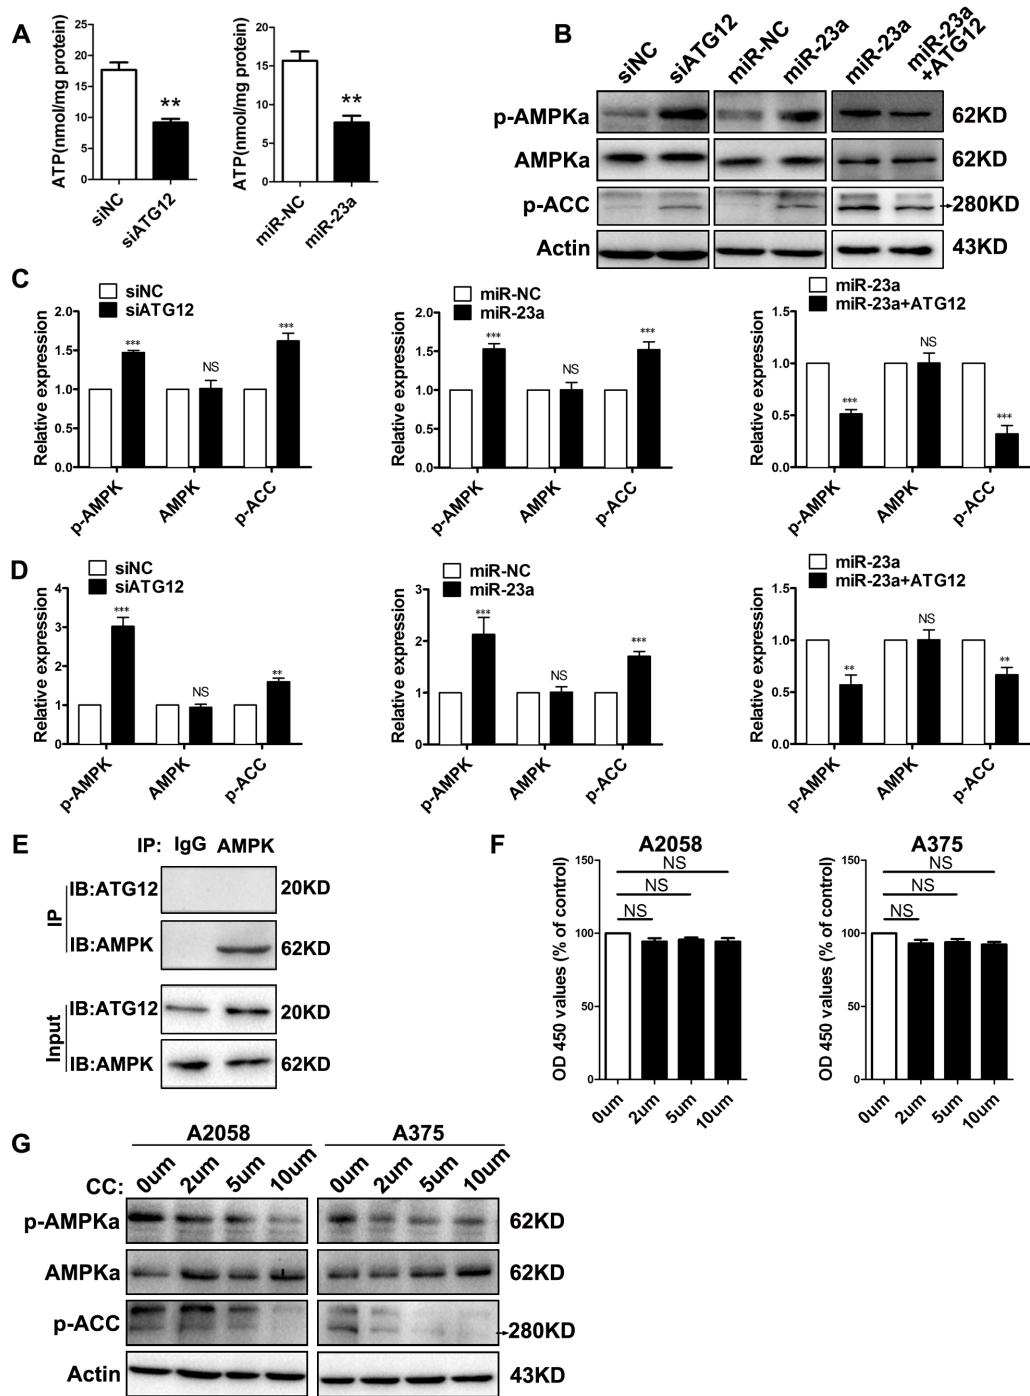 A
ATP(nmol/mg protein)
25
20
15
10
5
0
**
siNC
siATG12
ATP(nmol/mg protein)
20
15
10
5
0
**
miR-NC
miR-23a
B
siNC
siATG12
miR-NC
miR-23a
miR-23a
miR-23a
+ATG12
p-AMPKa
62KD
AMPKa
62KD
p-ACC
280KD
Actin
43KD
C
siNC
siATG12
Relative expression
2.0
1.5
1.0
0.5
0.0
***
NS
***
p-AMPK
AMPK
p-ACC
miR-NC
miR-23a
Relative expression
2.0
1.5
1.0
0.5
0.0
***
NS
***
p-AMPK
AMPK
p-ACC
miR-23a
miR-23a+ATG12
Relative expression
1.5
1.0
0.5
0.0
***
NS
***
p-AMPK
AMPK
p-ACC
D
siNC
siATG12
Relative expression
4
3
2
1
0
***
NS
**
p-AMPK
AMPK
p-ACC
miR-NC
miR-23a
Relative expression
3
2
1
0
***
NS
***
p-AMPK
AMPK
p-ACC
miR-23a
miR-23a+ATG12
Relative expression
1.5
1.0
0.5
0.0
**
NS
**
p-AMPK
AMPK
p-ACC
E
IP: IgG AMPK
IP
IB:ATG12
20KD
IB:AMPK
62KD
Input
IB:ATG12
20KD
IB:AMPK
62KD
F
A2058
OD 450 values (% of control)
150
100
50
0
NS
NS
NS
0um
2um
5um
10um
A375
OD 450 values (% of control)
150
100
50
0
NS
NS
NS
0um
2um
5um
10um
G
A2058
A375
CC: 0um 2um 5um 10um 0um 2um 5um 10um
p-AMPKa
62KD
AMPKa
62KD
p-ACC
280KD
Actin
43KD